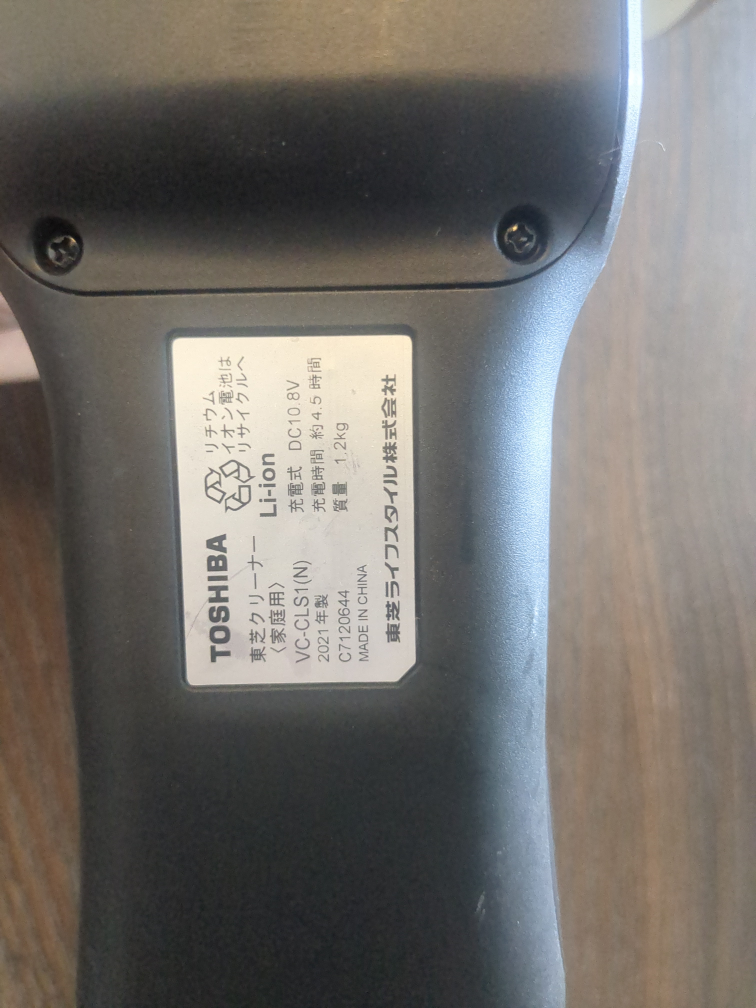 TOSHIBA
東芝クリーナー
〈家庭用〉
VC-CLS1(N)
2021年製
C7120644
MADE IN CHINA
リチウム
イオン電池は
リサイクルへ
Li-ion
充電式 DC10.8V
充電時間 約4.5時間
質量 1.2kg
東芝ライフスタイル株式会社